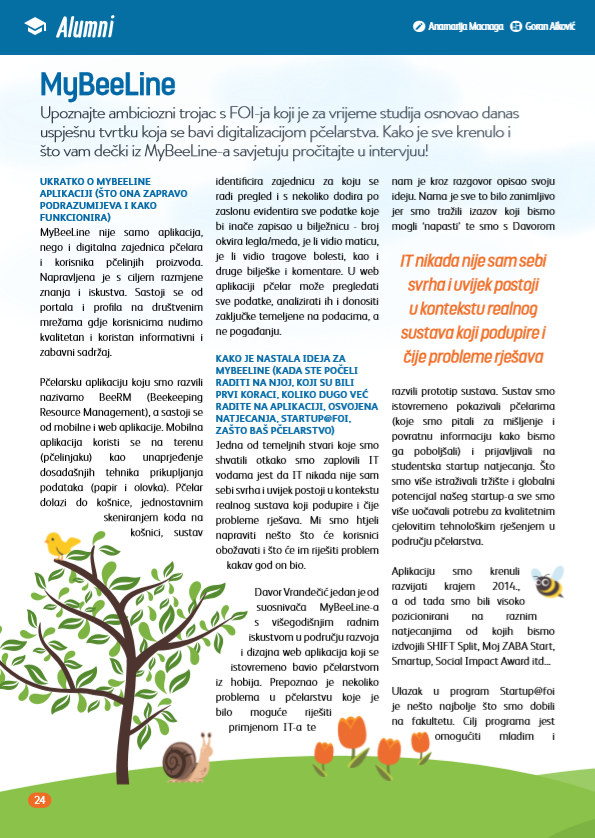 Alumni
Anamarija Macnaga Goran Alković
MyBeeLine
Upoznajte ambiciozni trojac s FOI-ja koji je za vrijeme studija osnovao danas
uspješnu tvrtku koja se bavi digitalizacijom pčelarstva. Kako je sve krenulo i
što vam dečki iz MyBeeLine-a savjetuju pročitajte u intervjuu!
UKRATKO O MYBEELINE
APLIKACIJI (ŠTO ONA ZAPRAVO
PODRAZUMIJEVA I KAKO
FUNKCIONIRA)
MyBeeLine nije samo aplikacija,
nego i digitalna zajednica pčelara
i korisnika pčelinjih proizvoda.
Napravljena je s ciljem razmjene
znanja i iskustva. Sastoji se od
portala i profila na društvenim
mrežama gdje korisnicima nudimo
kvalitetan i koristan informativni i
zabavni sadržaj.
Pčelarsku aplikaciju koju smo razvili
nazivamo BeeRM (Beekeeping
Resource Management), a sastoji se
od mobilne i web aplikacije. Mobilna
aplikacija koristi se na terenu
(pčelinjaku) kao unaprjeđenje
dosadašnjih tehnika prikupljanja
podataka (papir i olovka). Pčelar
dolazi do košnice, jednostavnim
skeniranjem koda na
košnici, sustav
identificira zajednicu za koju se
radi pregled i s nekoliko dodira po
zaslonu evidentira sve podatke koje
bi inače zapisao u bilježnicu - broj
okvira legla/meda, je li vidio maticu,
je li vidio tragove bolesti, kao i
druge bilješke i komentare. U web
aplikaciji pčelar može pregledati
sve podatke, analizirati ih i donositi
zaključke temeljene na podacima, a
ne pogađanju.
KAKO JE NASTALA IDEJA ZA
MYBEELINE (KADA STE POČELI
RADITI NA NJOJ, KOJI SU BILI
PRVI KORACI, KOLIKO DUGO VEĆ
RADITE NA APLIKACIJI, OSVOJENA
NATJECANJA, STARTUP@FOI,
ZAŠTO BAŠ PČELARSTVO)
Jedna od temeljnih stvari koje smo
shvatili otkako smo zaplovili IT
vodama jest da IT nikada nije sam
sebi svrha i uvijek postoji u kontekstu
realnog sustava koji podupire i čije
probleme rješava. Mi smo htjeli
napraviti nešto što će korisnici
obožavati i što će im riješiti problem
kakav god on bio.
Davor Vrandečić jedan je od
suosnivača MyBeeLine-a
s višegodišnjim radnim
iskustvom u području razvoja
i dizajna web aplikacija koji se
istovremeno bavio pčelarstvom
iz hobija. Prepoznao je nekoliko
problema u pčelarstvu koje je
bilo moguće riješiti
primjenom IT-a te
nam je kroz razgovor opisao svoju
ideju. Nama je sve to bilo zanimljivo
jer smo tražili izazov koji bismo
mogli 'napasti' te smo s Davorom
IT nikada nije sam sebi
svrha i uvijek postoji
u kontekstu realnog
sustava koji podupire i
čije probleme rješava
razvili prototip sustava. Sustav smo
istovremeno pokazivali pčelarima
(koje smo pitali za mišljenje i
povratnu informaciju kako bismo
ga poboljšali) i prijavljivali na
studentska startup natjecanja. Što
smo više istraživali tržište i globalni
potencijal našeg start-upa sve smo
više uočavali potrebu za kvalitetnim
cjelovitim tehnološkim rješenjem u
području pčelarstva.
Aplikaciju smo krenuli
razvijati krajem 2014.,
a od tada smo bili visoko
pozicionirani na raznim
natjecanjima od kojih bismo
izdvojili SHIFT Split, Moj ZABA Start,
Smartup, Social Impact Award itd...
Ulazak u program Startup@foi
je nešto najbolje što smo dobili
na fakultetu. Cilj programa jest
omogućiti mladim i
24